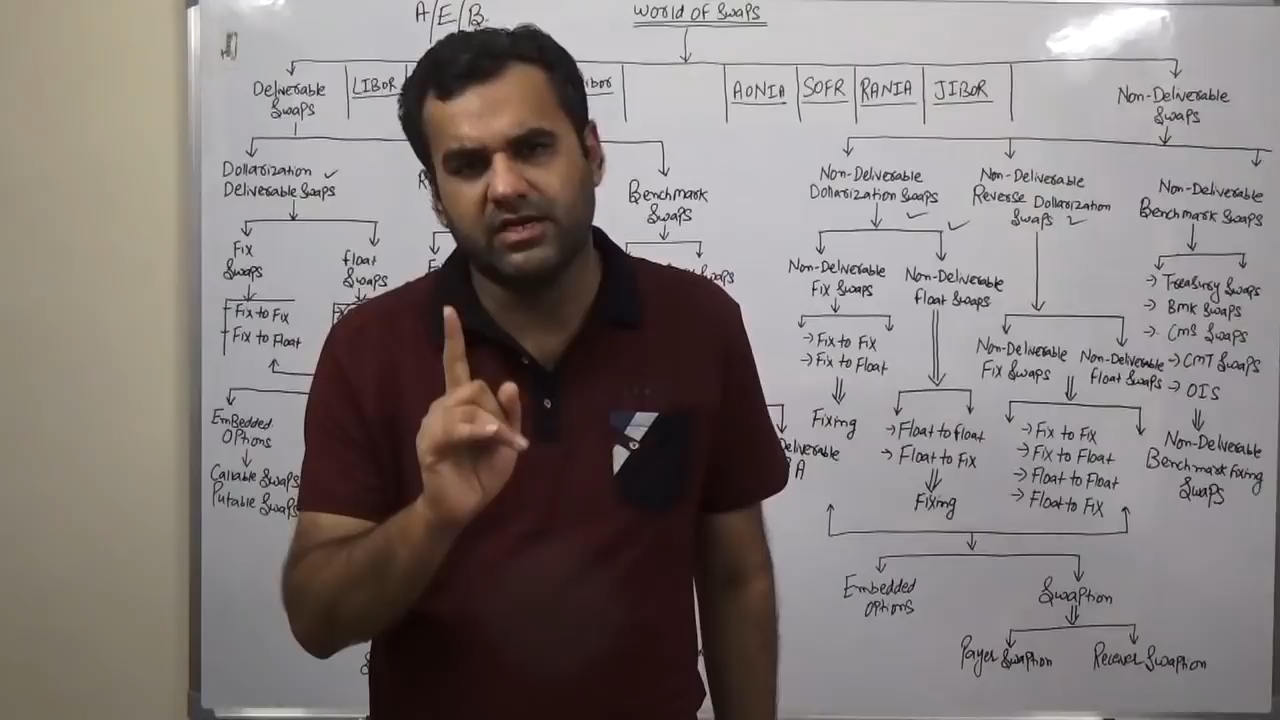 A/E/B
World of Swaps
Deliverable
Swaps
LIBOR
ibor
AONIA
SOFR
RANIA
JIBOR
Non-Deliverable
Swaps
Dollarization
Deliverable Swaps
Benchmark
Swaps
Non-Deliverable
Dollarization Swaps
Non-Deliverable
Reverse Dollarization
Swaps
Non-Deliverable
Benchmark Swaps
Fix
Swaps
float
Swaps
Swaps
Non-Deliverable
Fix Swaps
Non-Deliverable
float Swaps
Treasury Swaps
Bmk Swaps
CMS Swaps
CMT Swaps
OIS
Fix to Fix
Fix to Float
Fix to Fix
Fix to Float
Non-Deliverable
Fix Swaps
Non-Deliverable
Float Swaps
Embedded
Options
Callable Swaps
Putable Swaps
Deliverable
A
Fixing
Float to float
Float to Fix
Fixing
Fix to Fix
Fix to Float
Float to Float
Float to Fix
Non-Deliverable
Benchmark Fixing
Swaps
Embedded
Options
Swaption
Payer Swaption
Receiver Swaption